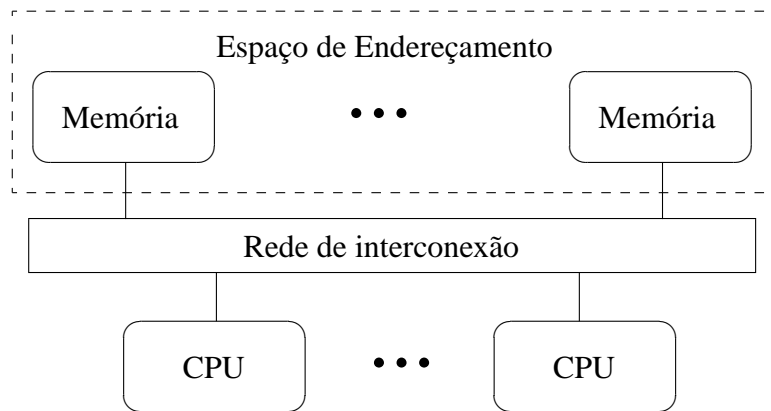 Espaço de Endereçamento
Memória • • • Memória
Rede de interconexão
CPU • • • CPU